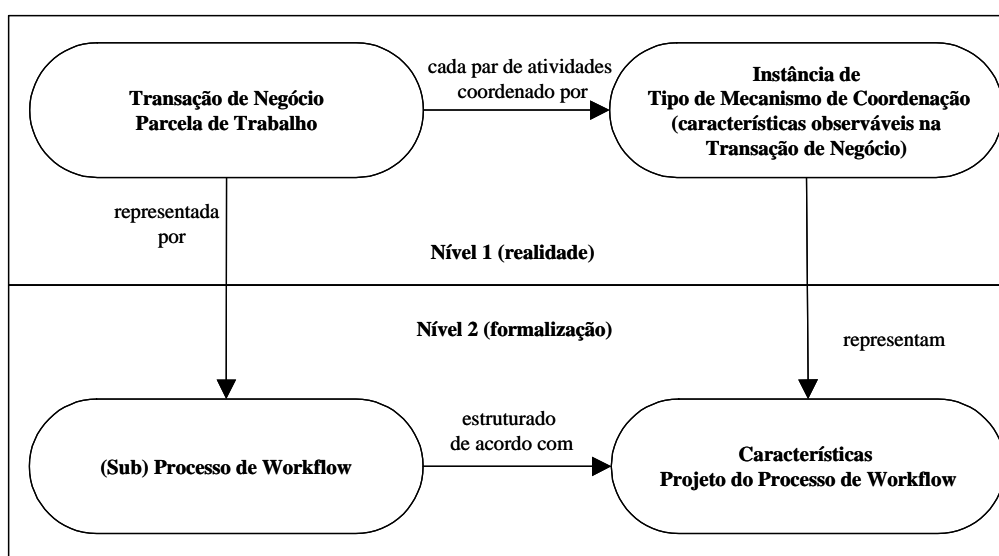 Transação de Negócio
Parcela de Trabalho
cada par de atividades
coordenado por
Instância de
Tipo de Mecanismo de Coordenação
(características observáveis na
Transação de Negócio)
representada
por
Nível 1 (realidade)
Nível 2 (formalização)
representam
(Sub) Processo de Workflow
estruturado
de acordo com
Características
Projeto do Processo de Workflow